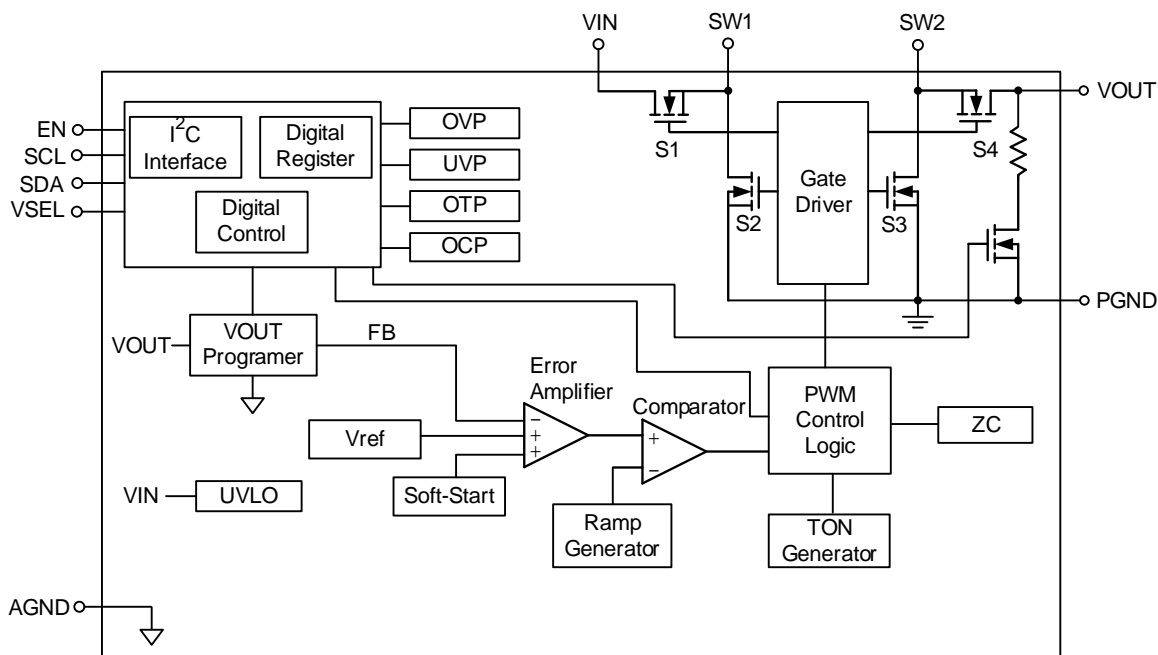 VIN
SW1
SW2
VOUT
EN
SCL
SDA
VSEL
I²C
Interface
Digital
Register
Digital
Control
OVP
UVP
OTP
OCP
S1
S2
Gate
Driver
S3
S4
PGND
VOUT
VOUT
Programer
FB
Error
Amplifier
Comparator
Vref
Soft-Start
−
+
+
+
−
Ramp
Generator
PWM
Control
Logic
ZC
TON
Generator
VIN
UVLO
AGND